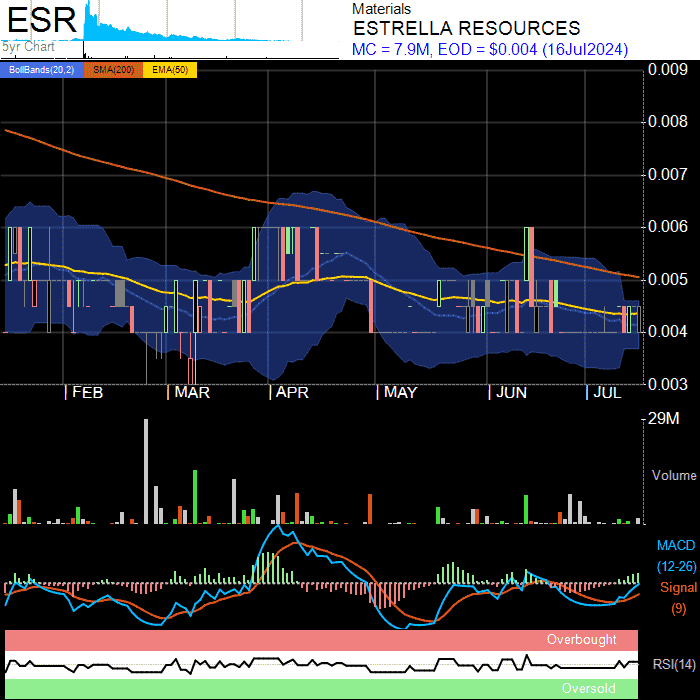 ESR
5yr Chart
Materials
ESTRELLA RESOURCES
MC = 7.9M, EOD = $0.004 (16Jul2024)
BollBands(20,2) SMA(200) EMA(50)
0.009
0.008
0.007
0.006
0.005
0.004
0.003
FEB MAR APR MAY JUN JUL
29M
Volume
MACD
(12-26)
Signal
(9)
Overbought
RSI(14)
Oversold